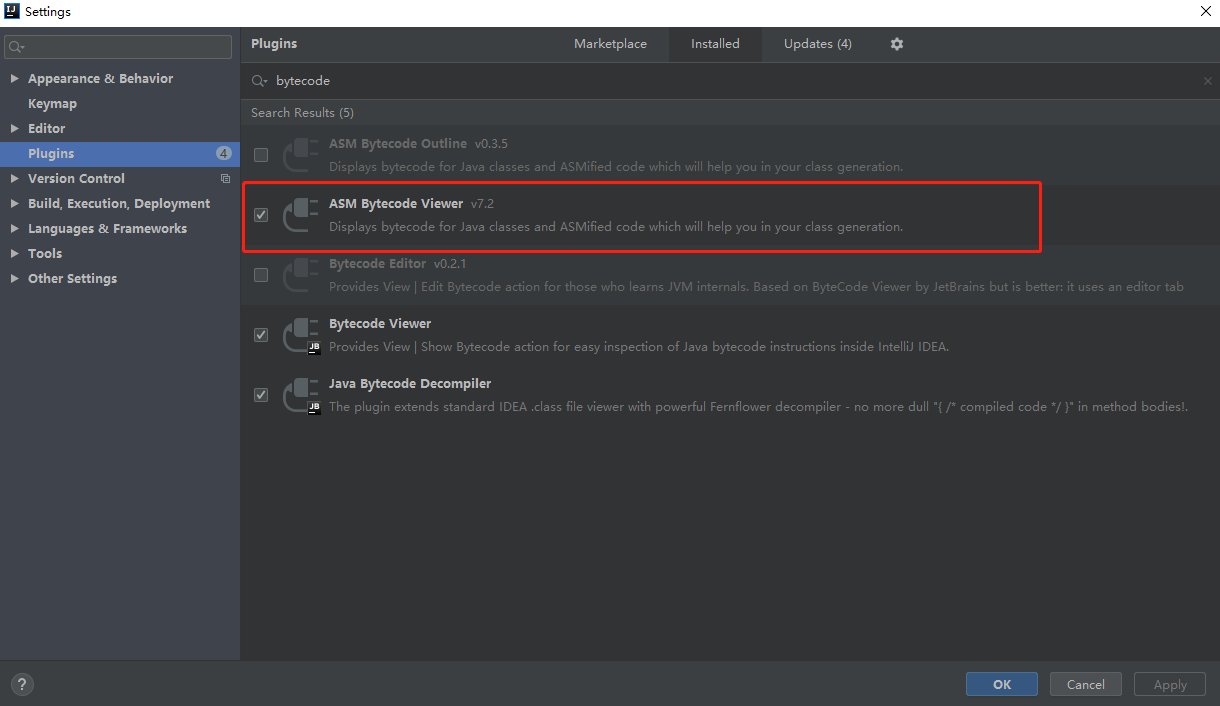 IJ Settings
Plugins Marketplace Installed Updates (4)
Appearance & Behavior
Keymap
Editor
Plugins 4
Version Control
Build, Execution, Deployment
Languages & Frameworks
Tools
Other Settings
bytecode
Search Results (5)
ASM Bytecode Outline v0.3.5
Displays bytecode for Java classes and ASMified code which will help you in your class generation.
ASM Bytecode Viewer v7.2
Displays bytecode for Java classes and ASMified code which will help you in your class generation.
Bytecode Editor v0.2.1
Provides View | Edit Bytecode action for those who learns JVM internals. Based on ByteCode Viewer by JetBrains but is better: it uses an editor tab
Bytecode Viewer
JB
Provides View | Show Bytecode action for easy inspection of Java bytecode instructions inside IntelliJ IDEA.
Java Bytecode Decompiler
JB
The plugin extends standard IDEA .class file viewer with powerful Fernflower decompiler - no more dull "{ /* compiled code */ }" in method bodies!.
? OK Cancel Apply